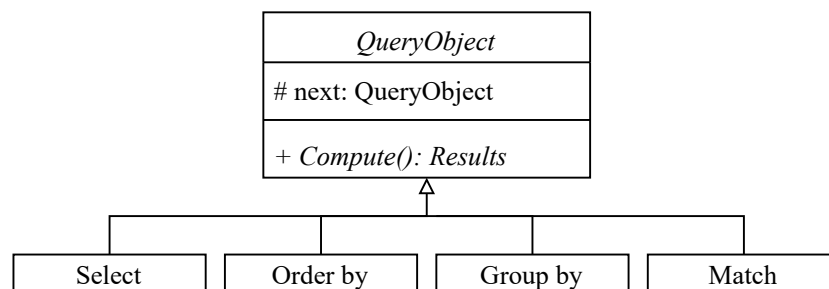 QueryObject
# next: QueryObject
+ Compute(): Results
Select Order by Group by Match